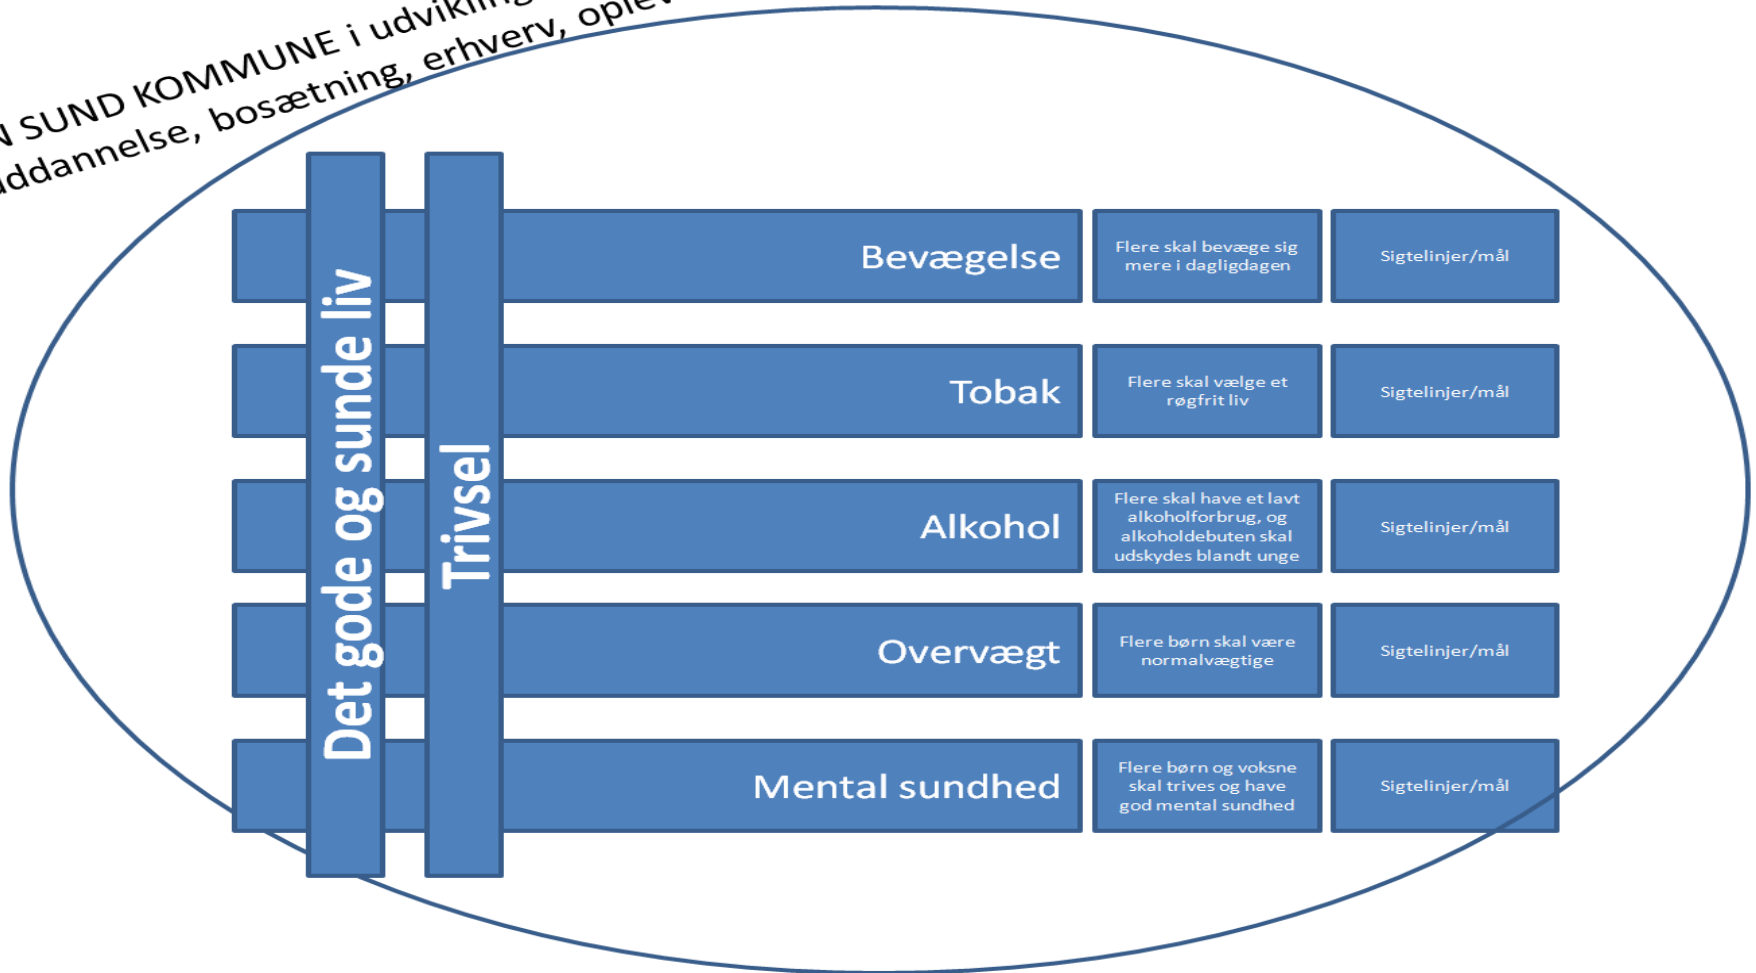 SUND KOMMUNE i udvikling
uddannelse, bosætning, erhverv,
Det gode og sunde liv
Trivsel
Bevægelse
Flere skal bevæge sig
mere i dagligdagen
Sigtelinjer/mål
Tobak
Flere skal vælge et
røgfrit liv
Sigtelinjer/mål
Alkohol
Flere skal have et lavt
alkoholforbrug, og
alkoholdebuten skal
udskydes blandt unge
Sigtelinjer/mål
Overvægt
Flere børn skal være
normalvægtige
Sigtelinjer/mål
Mental sundhed
Flere børn og voksne
skal trives og have
god mental sundhed
Sigtelinjer/mål